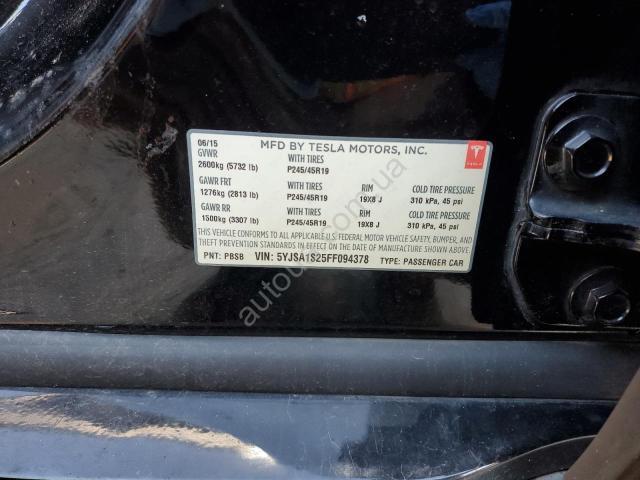 06/15 MFD BY TESLA MOTORS, INC.
GVWR WITH TIRES
2600kg (5732 lb) P245/45R19
TESLA
GAWR FRT WITH TIRES RIM COLD TIRE PRESSURE
1276kg (2813 lb) P245/45R19 19X8 J 310 kPa, 45 psi
GAWR RR WITH TIRES RIM COLD TIRE PRESSURE
1500kg (3307 lb) P245/45R19 19X8 J 310 kPa, 45 psi
THIS VEHICLE CONFORMS TO ALL APPLICABLE U.S. FEDERAL MOTOR VEHICLE SAFETY, BUMPER, AND
THEFT PREVENTION STANDARDS IN EFFECT ON THE DATE OF MANUFACTURE SHOWN ABOVE.
PNT: PBSB VIN: 5YJSA1S25FF094378 TYPE: PASSENGER CAR